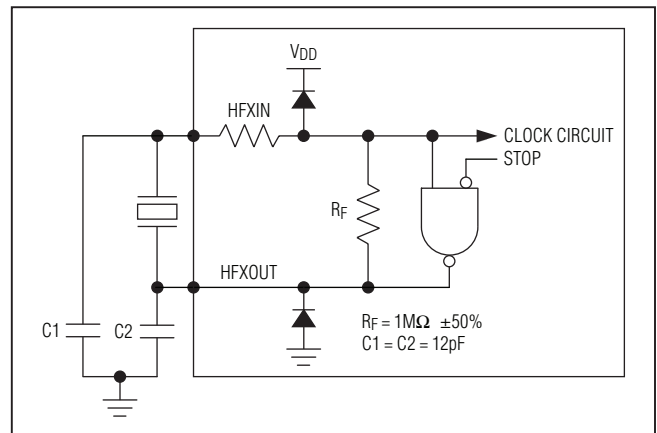 VDD
HFXIN
CLOCK CIRCUIT
STOP
RF
HFXOUT
C1
C2
RF = 1MΩ ±50%
C1 = C2 = 12pF